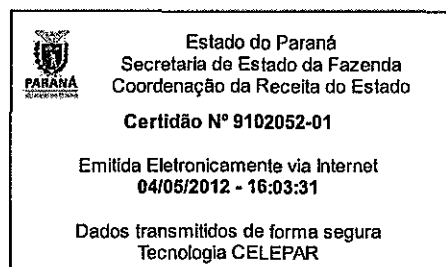 Estado do Paraná
Secretaria de Estado da Fazenda
PARANÁ
Coordenação da Receita do Estado
Certidão Nº 9102052-01
Emitida Eletronicamente via Internet
04/05/2012 - 16:03:31
Dados transmitidos de forma segura
Tecnologia CELEPAR